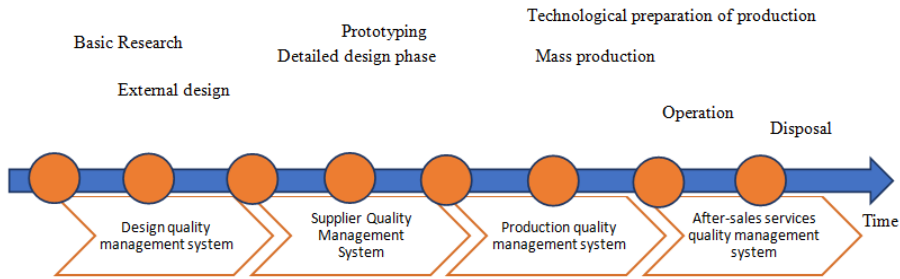 Technological preparation of production
Prototyping
Basic Research
Detailed design phase
Mass production
External design
Operation
Disposal
Time
Design quality
management system
Supplier Quality
Management
System
Production quality
management system
After-sales services
quality management
system